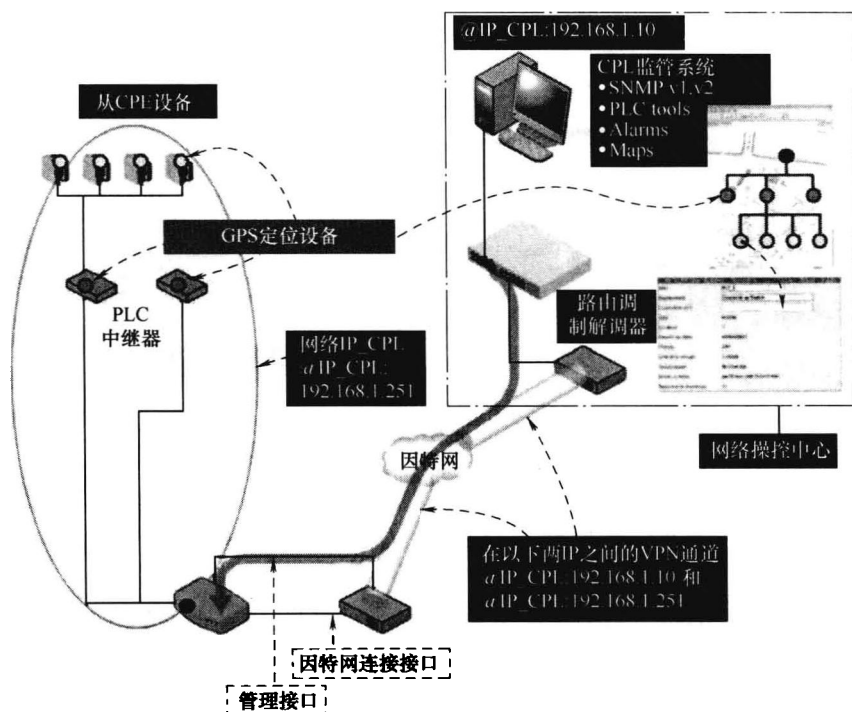 @IP_CPL:192.168.1.10
CPL监管系统
•SNMP v1,v2
•PLC tools
•Alarms
•Maps
从CPE设备
GPS定位设备
PLC
中继器
网络IP_CPL
@IP_CPL:
192.168.1.251
路由调
制解调器
因特网
网络操控中心
在以下两IP之间的VPN通道
@IP_CPL:192.168.1.10 和
@IP_CPL:192.168.1.251
因特网连接接口
管理接口